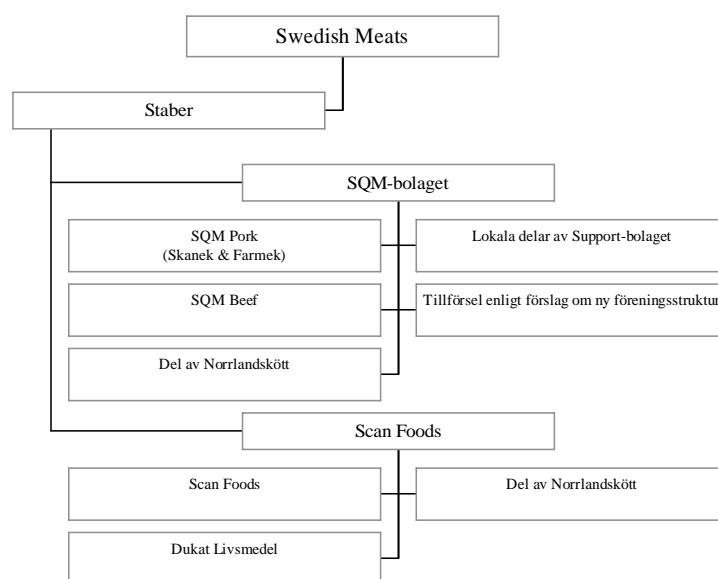 Swedish Meats
Staber
SQM-bolaget
SQM Pork
(Skanek & Farmek)
Lokala delar av Support-bolaget
SQM Beef
Tillförsel enligt förslag om ny föreningsstruktur
Del av Norrlandskött
Scan Foods
Scan Foods
Del av Norrlandskött
Dukat Livsmedel